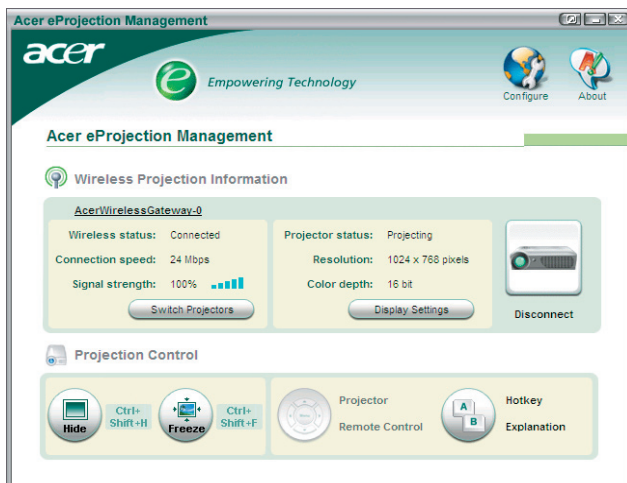 Acer eProjection Management
acer
e Empowering Technology
Configure
About
Acer eProjection Management
Wireless Projection Information
AcerWirelessGateway-0
Wireless status: Connected
Connection speed: 24 Mbps
Signal strength: 100%
Switch Projectors
Projector status: Projecting
Resolution: 1024 x 768 pixels
Color depth: 16 bit
Display Settings
Disconnect
Projection Control
Hide
Ctrl+
Shift+H
Freeze
Ctrl+
Shift+F
Projector
Remote Control
A
B
Hotkey
Explanation